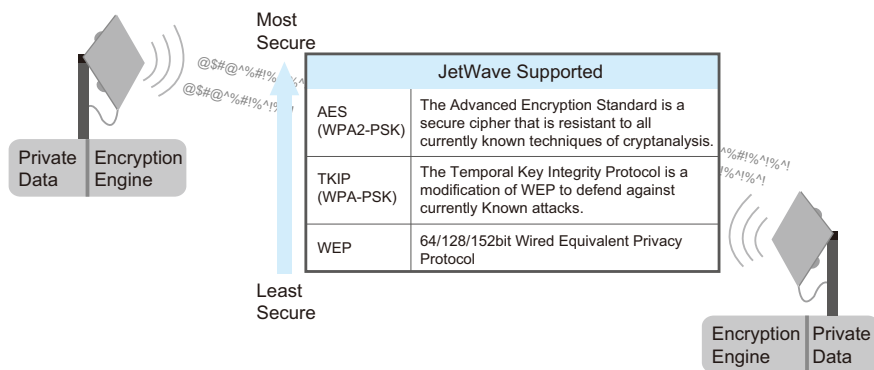 Most
Secure
@$#@^%#!%
@$#@^%#!%^!%^!
JetWave Supported
AES
(WPA2-PSK)
The Advanced Encryption Standard is a
secure cipher that is resistant to all
currently known techniques of cryptanalysis.
TKIP
(WPA-PSK)
The Temporal Key Integrity Protocol is a
modification of WEP to defend against
currently Known attacks.
WEP
64/128/152bit Wired Equivalent Privacy
Protocol
Least
Secure
Private
Data
Encryption
Engine
^%#!%^!%^!
!%^!%^!
Encryption
Engine
Private
Data